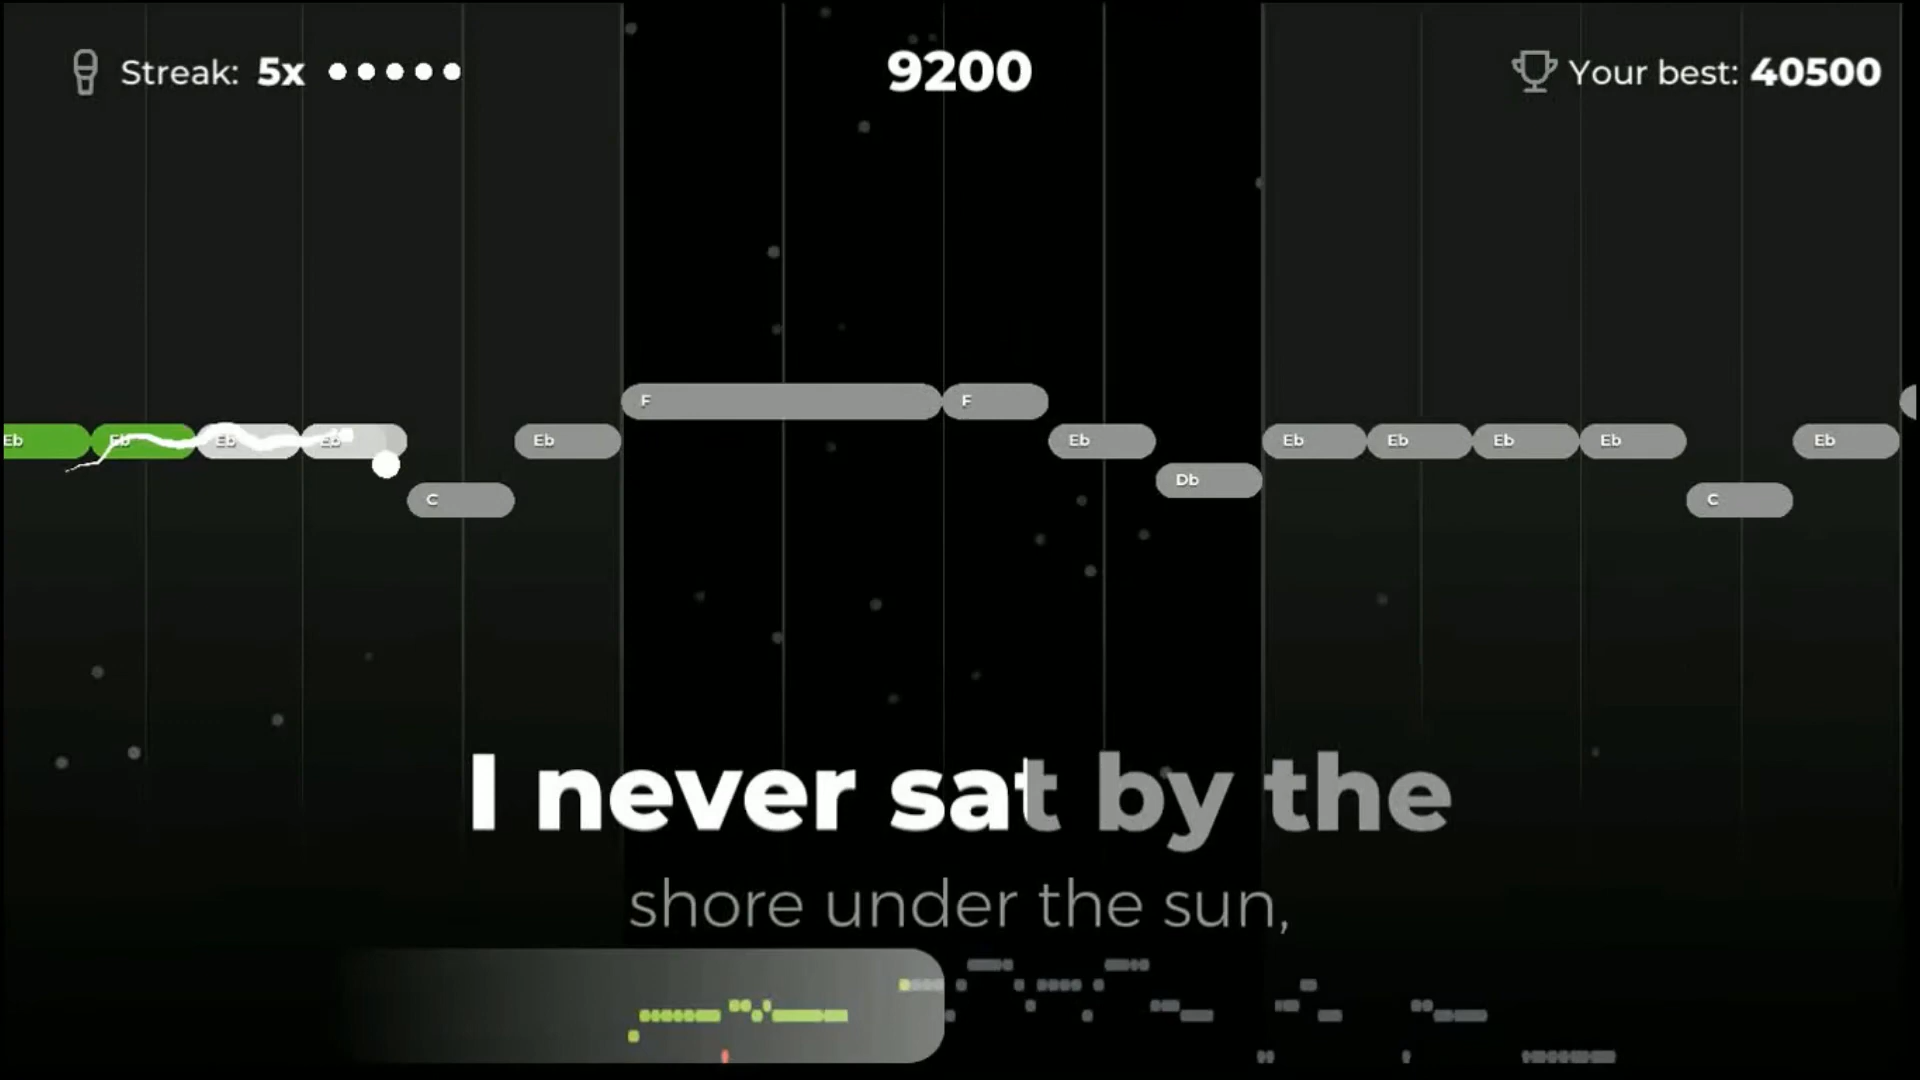 Streak: 5x
9200
Your best: 40500
F F
Eb Eb Eb Eb Eb Eb Eb Eb Eb Eb Eb
Db
C C
I never sat by the
shore under the sun,